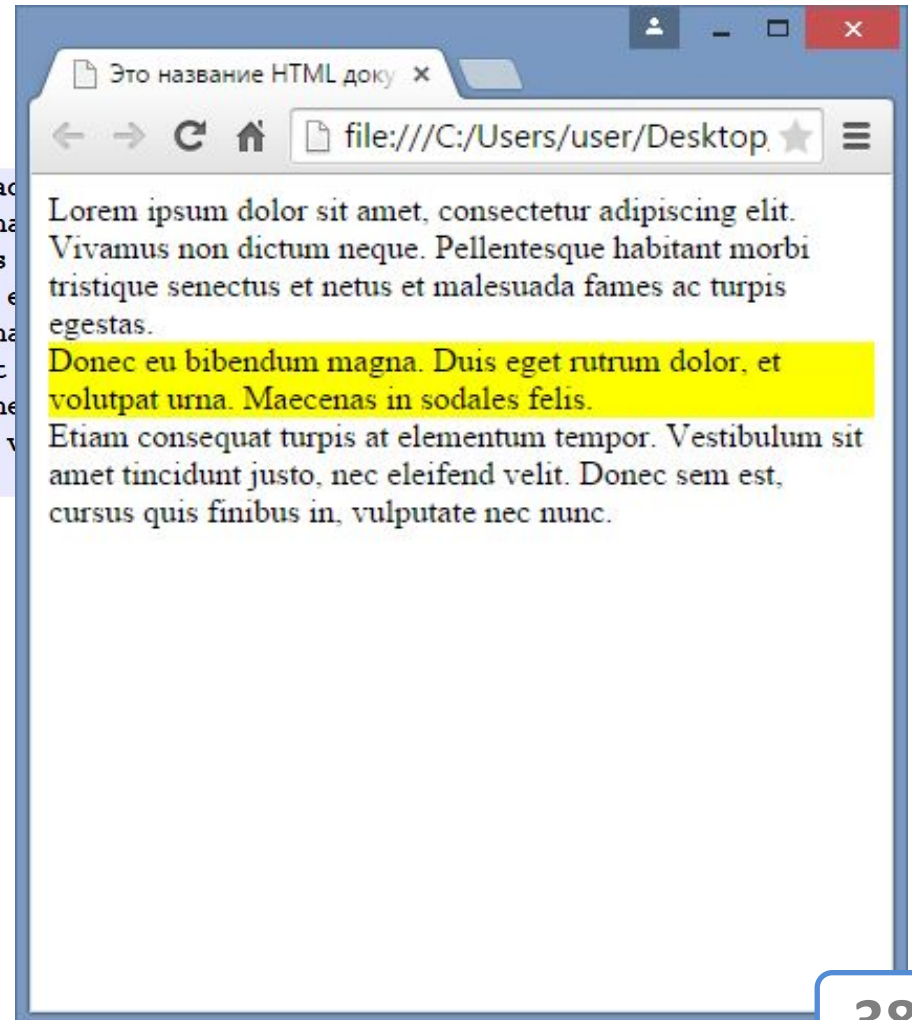 Это название HTML доку
file:///C:/Users/user/Desktop
Lorem ipsum dolor sit amet, consectetur adipiscing elit.
Vivamus non dictum neque. Pellentesque habitant morbi
tristique senectus et netus et malesuada fames ac turpis
egestas.
Donec eu bibendum magna. Duis eget rutrum dolor, et
volutpat urna. Maecenas in sodales felis.
Etiam consequat turpis at elementum tempor. Vestibulum sit
amet tincidunt justo, nec eleifend velit. Donec sem est,
cursus quis finibus in, vulputate nec nunc.
38